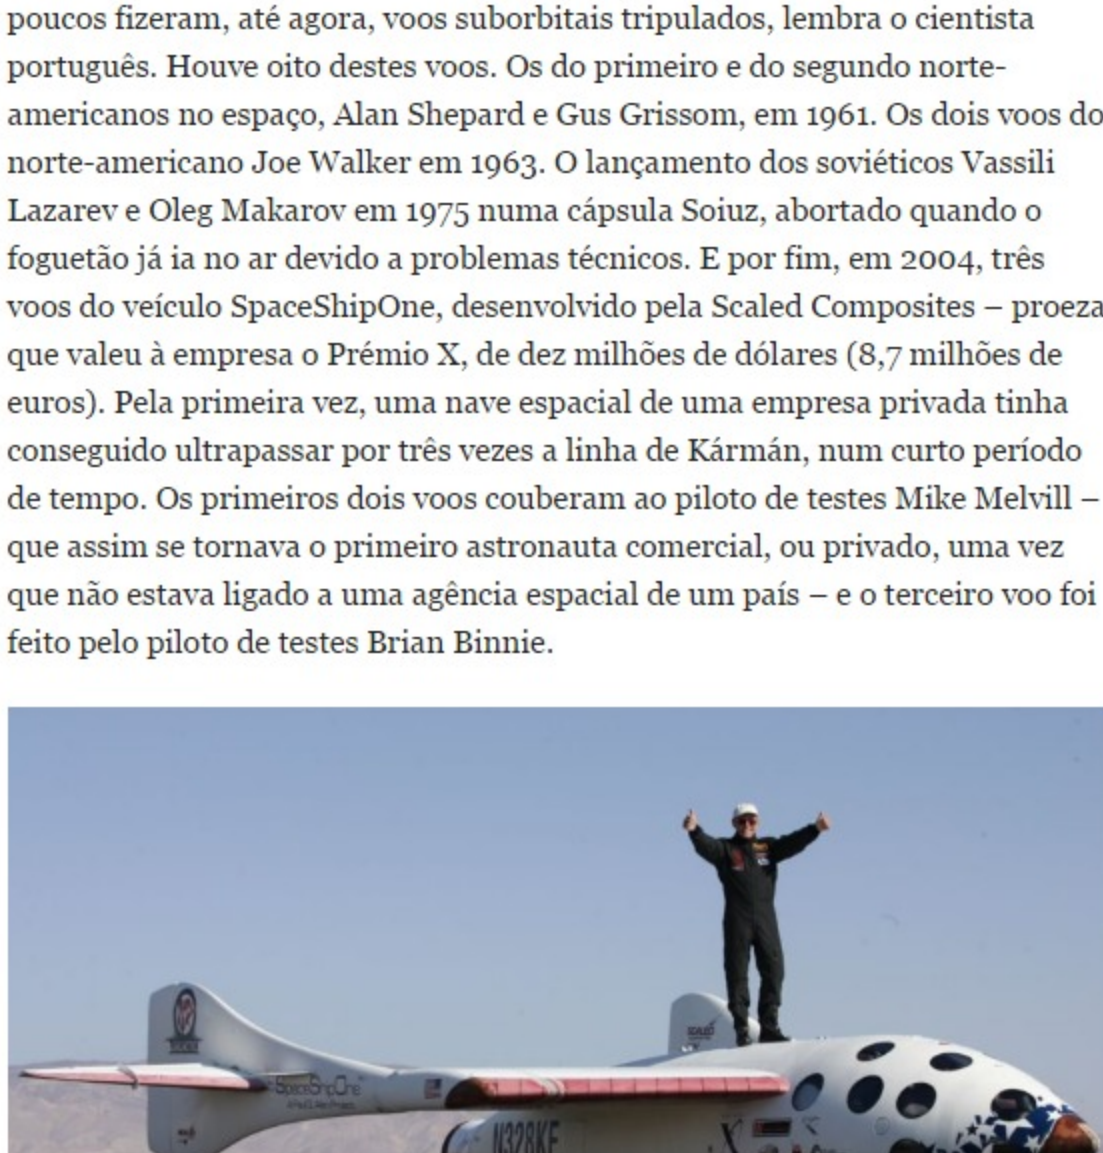 poucos fizeram, até agora, voos suborbitais tripulados, lembra o cientista
português. Houve oito destes voos. Os do primeiro e do segundo norte-
americanos no espaço, Alan Shepard e Gus Grissom, em 1961. Os dois voos do
norte-americano Joe Walker em 1963. O lançamento dos soviéticos Vassili
Lazarev e Oleg Makarov em 1975 numa cápsula Soiuz, abortado quando o
foguetão já ia no ar devido a problemas técnicos. E por fim, em 2004, três
voos do veículo SpaceShipOne, desenvolvido pela Scaled Composites – proeza
que valeu à empresa o Prémio X, de dez milhões de dólares (8,7 milhões de
euros). Pela primeira vez, uma nave espacial de uma empresa privada tinha
conseguido ultrapassar por três vezes a linha de Kármán, num curto período
de tempo. Os primeiros dois voos couberam ao piloto de testes Mike Melvill –
que assim se tornava o primeiro astronauta comercial, ou privado, uma vez
que não estava ligado a uma agência espacial de um país – e o terceiro voo foi
feito pelo piloto de testes Brian Binnie.
SCALED
SpaceShipOne
A Paul G. Allen Project
N328KF
X